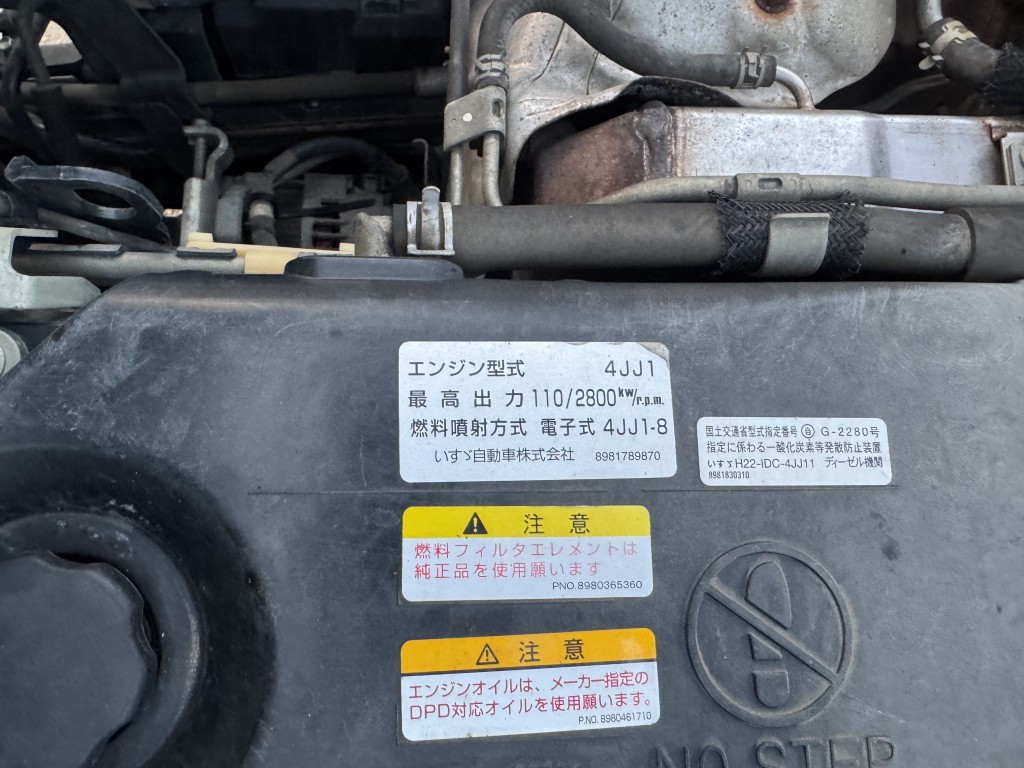 エンジン型式 4JJ1
最高出力 110/2800kW/r.p.m.
燃料噴射方式 電子式 4JJ1-8
いすゞ自動車株式会社 8981789870
国土交通省型式指定番号 自 G-2280号
指定に係わる一酸化炭素等発散防止装置
いすゞH22-IDC-4JJ11 ディーゼル機関
8981830310
⚠ 注意
燃料フィルタエレメントは
純正品を使用願います
PNO.8980365360
⚠ 注意
エンジンオイルは、メーカー指定の
DPD対応オイルを使用願います。
P.NO. 8980461710
NO STEP